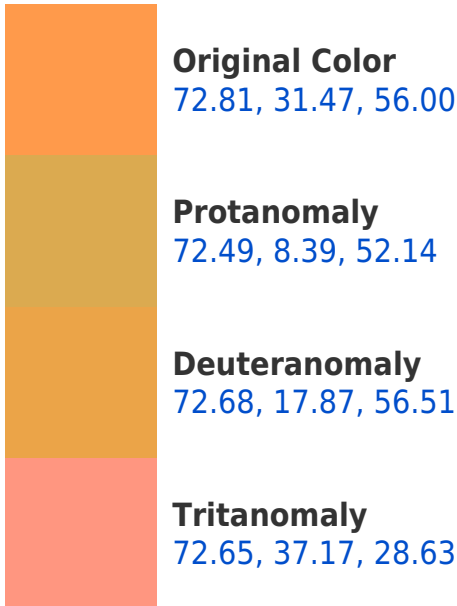 Original Color
72.81, 31.47, 56.00
Protanomaly
72.49, 8.39, 52.14
Deuteranomaly
72.68, 17.87, 56.51
Tritanomaly
72.65, 37.17, 28.63